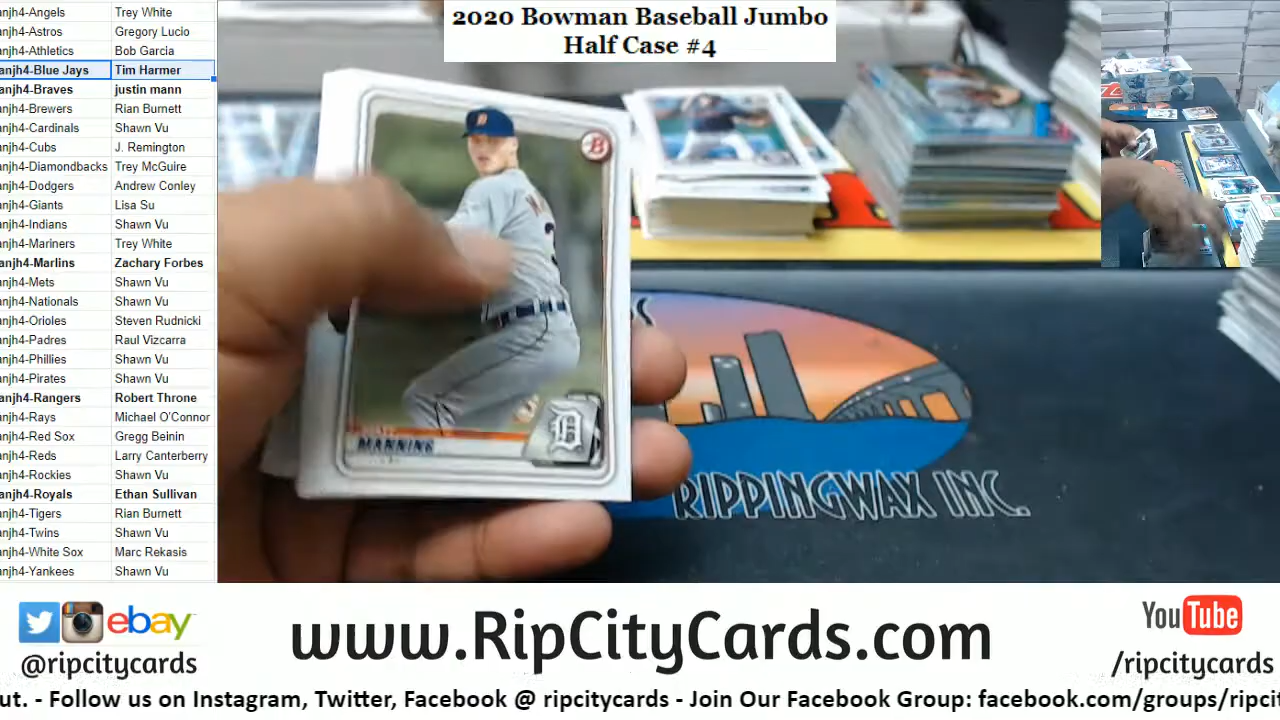 2020 Bowman Baseball Jumbo
Half Case #4
anjh4-Angels Trey White
anjh4-Astros Gregory Lucio
anjh4-Athletics Bob Garcia
anjh4-Blue Jays Tim Harmer
anjh4-Braves justin mann
anjh4-Brewers Rian Burnett
anjh4-Cardinals Shawn Vu
anjh4-Cubs J. Remington
anjh4-Diamondbacks Trey McGuire
anjh4-Dodgers Andrew Conley
anjh4-Giants Lisa Su
anjh4-Indians Shawn Vu
anjh4-Mariners Trey White
anjh4-Marlins Zachary Forbes
anjh4-Mets Shawn Vu
anjh4-Nationals Shawn Vu
anjh4-Orioles Steven Rudnicki
anjh4-Padres Raul Vizcarra
anjh4-Phillies Shawn Vu
anjh4-Pirates Shawn Vu
anjh4-Rangers Robert Throne
anjh4-Rays Michael O'Connor
anjh4-Red Sox Gregg Beinin
anjh4-Reds Larry Canterberry
anjh4-Rockies Shawn Vu
anjh4-Royals Ethan Sullivan
anjh4-Tigers Rian Burnett
anjh4-Twins Shawn Vu
anjh4-White Sox Marc Rekasis
anjh4-Yankees Shawn Vu
B
D
MANNING
RIPPINGWAX INC.
ebay
@ripcitycards
www.RipCityCards.com
YouTube
/ripcitycards
ut. - Follow us on Instagram, Twitter, Facebook @ ripcitycards - Join Our Facebook Group: facebook.com/groups/ripci